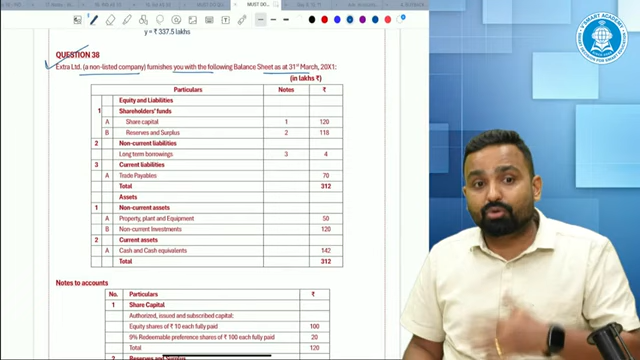 y = ₹ 337.5 lakhs
QUESTION 38
Extra Ltd. (a non-listed company) furnishes you with the following Balance Sheet as at 31st March, 20X1:
(in lakhs ₹)
Particulars Notes ₹
Equity and Liabilities
1 Shareholders' funds
A Share capital 1 120
B Reserves and Surplus 2 118
2 Non-current liabilities
Long term borrowings 3 4
3 Current liabilities
A Trade Payables 70
Total 312
Assets
1 Non-current assets
A Property, plant and Equipment 50
B Non-current Investments 120
2 Current assets
A Cash and Cash equivalents 142
Total 312
Notes to accounts
No. Particulars ₹
1 Share Capital
Authorized, issued and subscribed capital:
Equity shares of ₹ 10 each fully paid 100
9% Redeemable preference shares of ₹ 100 each fully paid 20
Total 120
2 Reserves and Surplus
V SMART ACADEMY